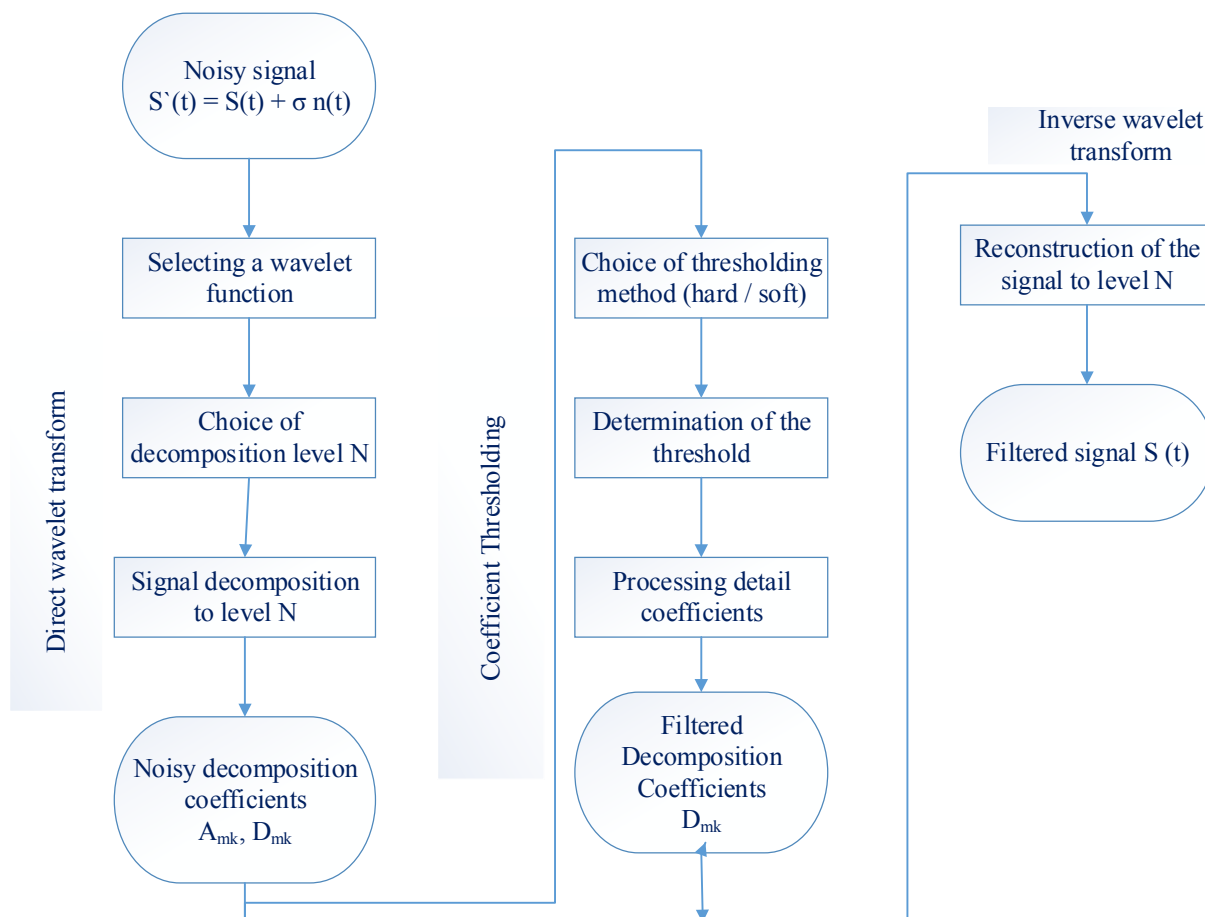 Noisy signal
S`(t) = S(t) + σ n(t)
Selecting a wavelet
function
Choice of
decomposition level N
Signal decomposition
to level N
Noisy decomposition
coefficients
Amk, Dmk
Direct wavelet transform
Choice of thresholding
method (hard / soft)
Determination of the
threshold
Processing detail
coefficients
Filtered
Decomposition
Coefficients
Dmk
Coefficient Thresholding
Inverse wavelet
transform
Reconstruction of the
signal to level N
Filtered signal S (t)